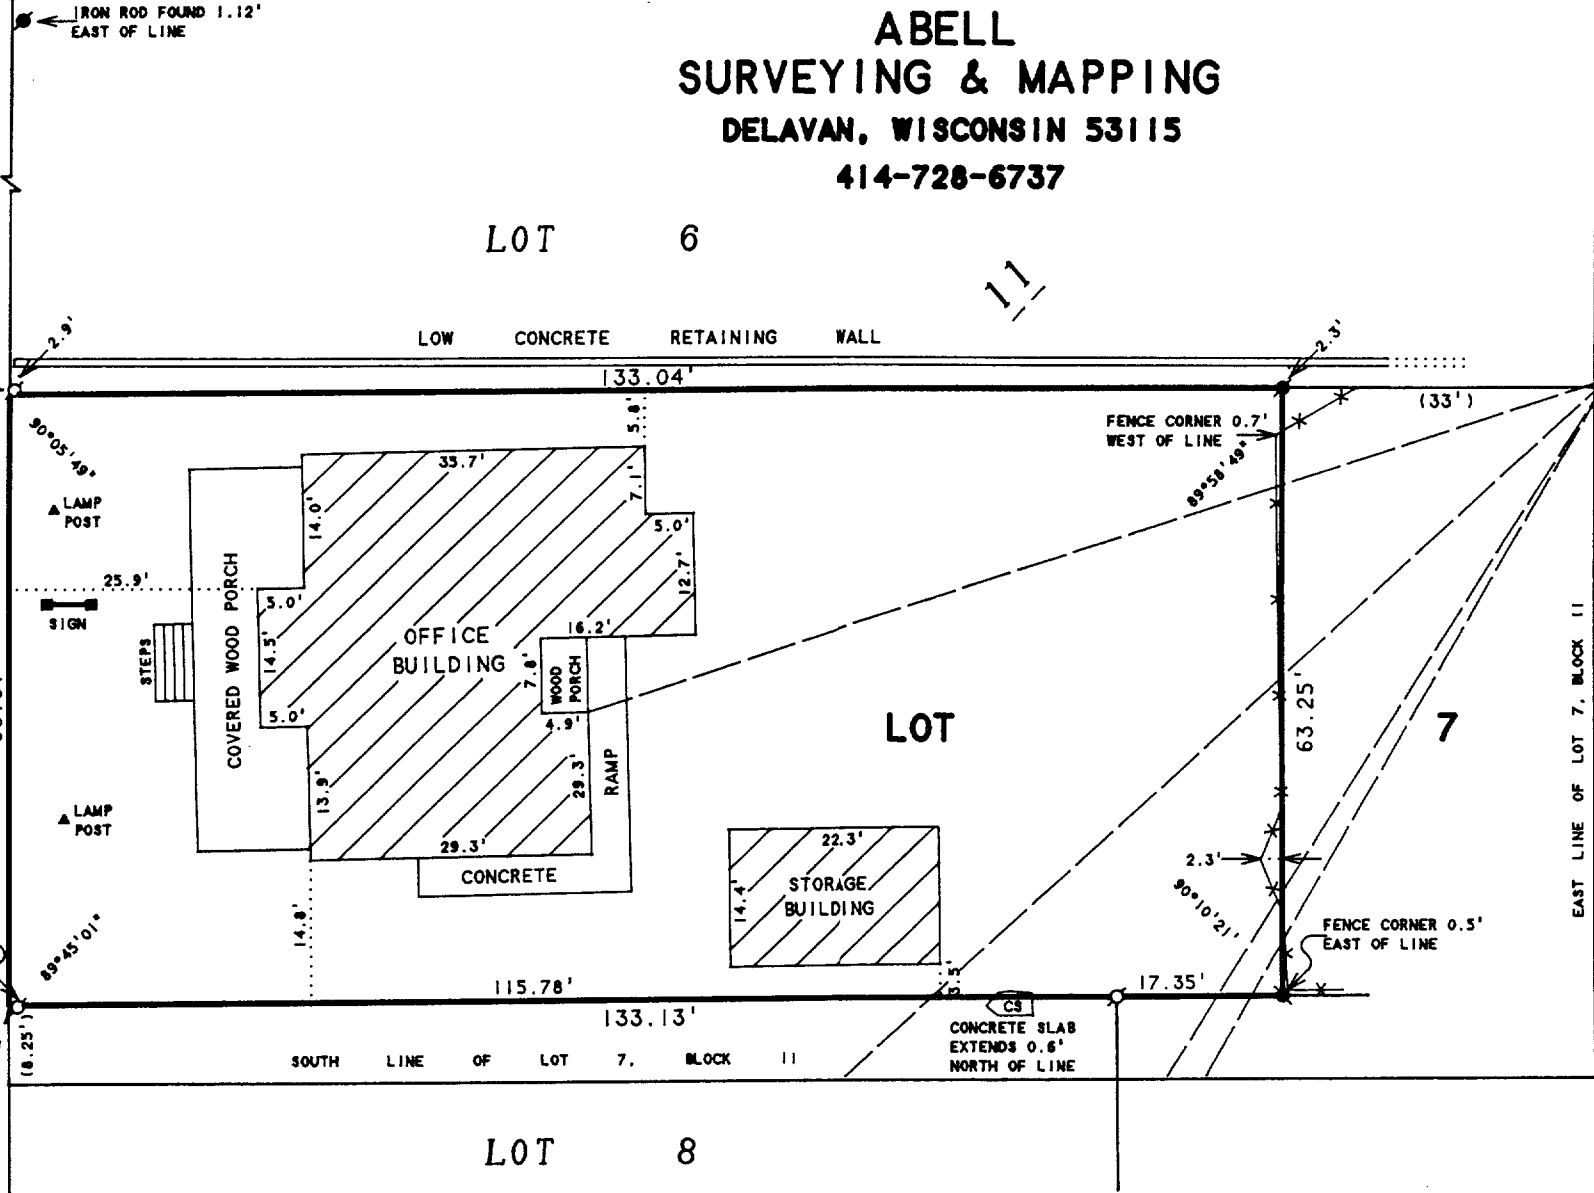 IRON ROD FOUND 1.12'
EAST OF LINE
ABELL
SURVEYING & MAPPING
DELAVAN, WISCONSIN 53115
414-728-6737
LOT 6
11
2.9'
LOW CONCRETE RETAINING WALL
2.3'
133.04'
(33')
5.8'
FENCE CORNER 0.7'
WEST OF LINE
90°05'49"
89°58'49"
33.7'
7.1'
LAMP
POST
14.0'
5.0'
12.7'
25.9'
5.0'
SIGN
STEPS
COVERED WOOD PORCH
14.5'
OFFICE
BUILDING
16.2'
7.8'
WOOD
PORCH
5.0'
4.9'
LOT 7
63.25'
EAST LINE OF LOT 7, BLOCK 11
13.9'
29.3'
RAMP
LAMP
POST
29.3'
CONCRETE
22.3'
14.4'
STORAGE
BUILDING
2.3'
90°10'21"
FENCE CORNER 0.5'
EAST OF LINE
14.8'
89°45'01"
3.5'
115.78'
17.35'
133.13'
CS
CONCRETE SLAB
EXTENDS 0.6'
NORTH OF LINE
(8.25')
SOUTH LINE OF LOT 7, BLOCK 11
LOT 8